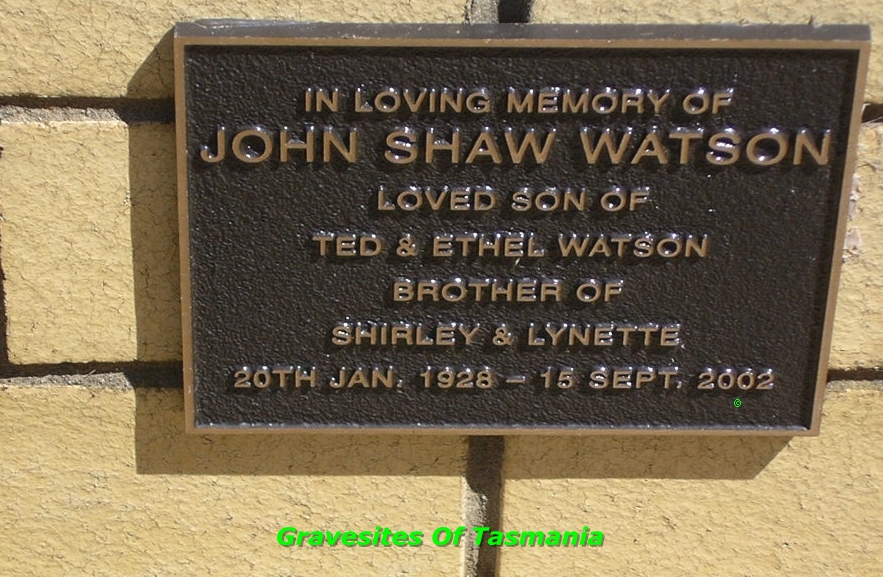 IN LOVING MEMORY OF
JOHN SHAW WATSON
LOVED SON OF
TED & ETHEL WATSON
BROTHER OF
SHIRLEY & LYNETTE
20TH JAN. 1928 – 15 SEPT. 2002
©
Gravesites Of Tasmania